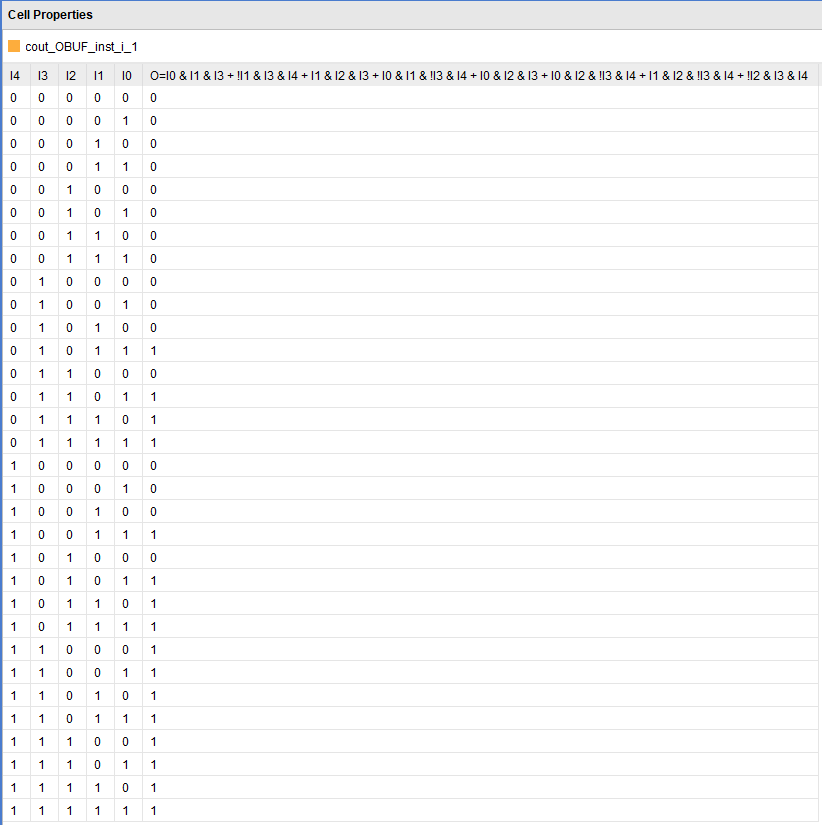 Cell Properties
cout_OBUF_inst_i_1
I4 I3 I2 I1 I0 O=I0 & I1 & I3 + !I1 & I3 & I4 + I1 & I2 & I3 + I0 & I1 & !I3 & I4 + I0 & I2 & I3 + I0 & I2 & !I3 & I4 + I1 & I2 & !I3 & I4 + !I2 & I3 & I4
0 0 0 0 0 0
0 0 0 0 1 0
0 0 0 1 0 0
0 0 0 1 1 0
0 0 1 0 0 0
0 0 1 0 1 0
0 0 1 1 0 0
0 0 1 1 1 0
0 1 0 0 0 0
0 1 0 0 1 0
0 1 0 1 0 0
0 1 0 1 1 1
0 1 1 0 0 0
0 1 1 0 1 1
0 1 1 1 0 1
0 1 1 1 1 1
1 0 0 0 0 0
1 0 0 0 1 0
1 0 0 1 0 0
1 0 0 1 1 1
1 0 1 0 0 0
1 0 1 0 1 1
1 0 1 1 0 1
1 0 1 1 1 1
1 1 0 0 0 1
1 1 0 0 1 1
1 1 0 1 0 1
1 1 0 1 1 1
1 1 1 0 0 1
1 1 1 0 1 1
1 1 1 1 0 1
1 1 1 1 1 1